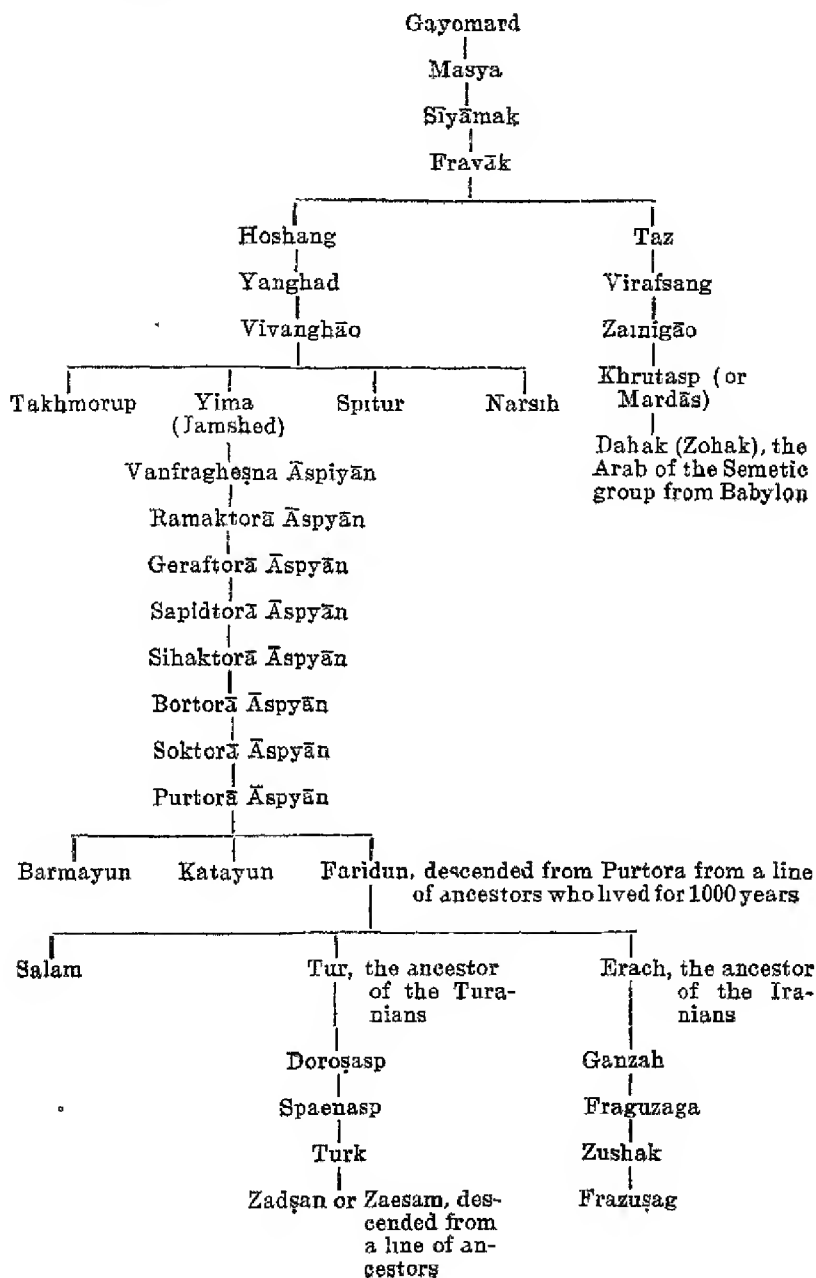 Gayomard
Masya
Sīyāmak
Fravāk
Hoshang Taz
Yanghad Virafsang
Vivanghāo Zainigāo
Takhmorup Yima Spitur Narsih
(Jamshed)
Khrutasp (or
Mardās)
Dahak (Zohak), the
Arab of the Semetic
group from Babylon
Vanfragheṣna Āspiyān
Ramaktorā Āspyān
Geraftorā Āspyān
Sapidtorā Āspyān
Sihaktorā Āspyān
Bortorā Āspyān
Soktorā Āspyān
Purtorā Āspyān
Barmayun Katayun Faridun, descended from Purtora from a line
of ancestors who lived for 1000 years
Salam Tur, the ancestor
of the Tura-
nians
Erach, the ancestor
of the Ira-
nians
Doroṣasp Ganzah
Spaenasp Fraguzaga
Turk Zushak
Zadṣan or Zaesam, des-
cended from
a line of an-
cestors
Frazuṣag